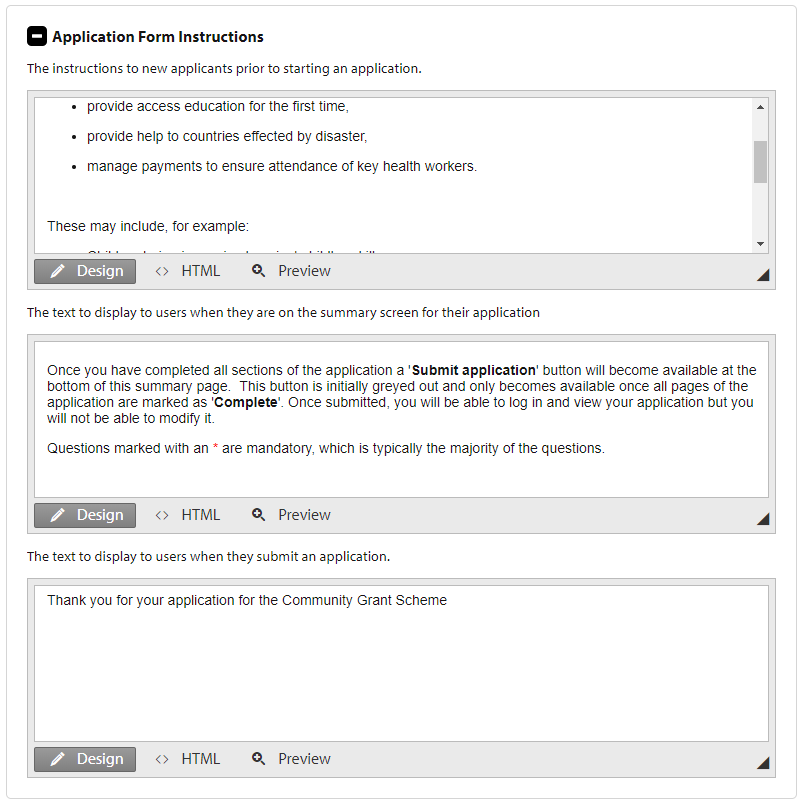 Application Form Instructions
The instructions to new applicants prior to starting an application.
• provide access education for the first time,
• provide help to countries effected by disaster,
• manage payments to ensure attendance of key health workers.
These may include, for example:
Design <> HTML Preview
The text to display to users when they are on the summary screen for their application
Once you have completed all sections of the application a 'Submit application' button will become available at the
bottom of this summary page. This button is initially greyed out and only becomes available once all pages of the
application are marked as 'Complete'. Once submitted, you will be able to log in and view your application but you
will not be able to modify it.
Questions marked with an * are mandatory, which is typically the majority of the questions.
Design <> HTML Preview
The text to display to users when they submit an application.
Thank you for your application for the Community Grant Scheme
Design <> HTML Preview